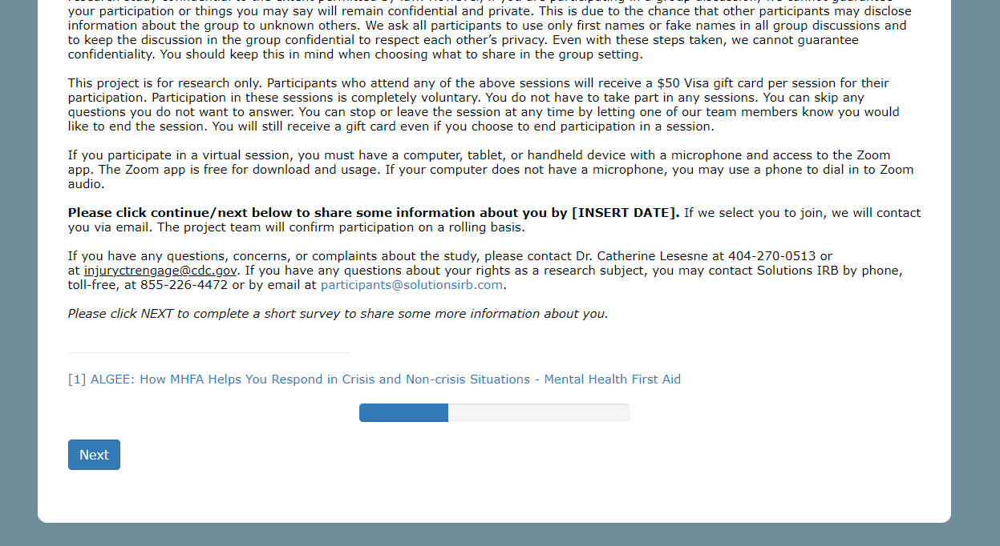 your participation or things you may say will remain confidential and private. This is due to the chance that other participants may disclose
information about the group to unknown others. We ask all participants to use only first names or fake names in all group discussions and
to keep the discussion in the group confidential to respect each other’s privacy. Even with these steps taken, we cannot guarantee
confidentiality. You should keep this in mind when choosing what to share in the group setting.
This project is for research only. Participants who attend any of the above sessions will receive a $50 Visa gift card per session for their
participation. Participation in these sessions is completely voluntary. You do not have to take part in any sessions. You can skip any
questions you do not want to answer. You can stop or leave the session at any time by letting one of our team members know you would
like to end the session. You will still receive a gift card even if you choose to end participation in a session.
If you participate in a virtual session, you must have a computer, tablet, or handheld device with a microphone and access to the Zoom
app. The Zoom app is free for download and usage. If your computer does not have a microphone, you may use a phone to dial in to Zoom
audio.
Please click continue/next below to share some information about you by [INSERT DATE]. If we select you to join, we will contact
you via email. The project team will confirm participation on a rolling basis.
If you have any questions, concerns, or complaints about the study, please contact Dr. Catherine Lesesne at 404-270-0513 or
at injuryctrengage@cdc.gov. If you have any questions about your rights as a research subject, you may contact Solutions IRB by phone,
toll-free, at 855-226-4472 or by email at participants@solutionsirb.com.
Please click NEXT to complete a short survey to share some more information about you.
[1] ALGEE: How MHFA Helps You Respond in Crisis and Non-crisis Situations - Mental Health First Aid
Next